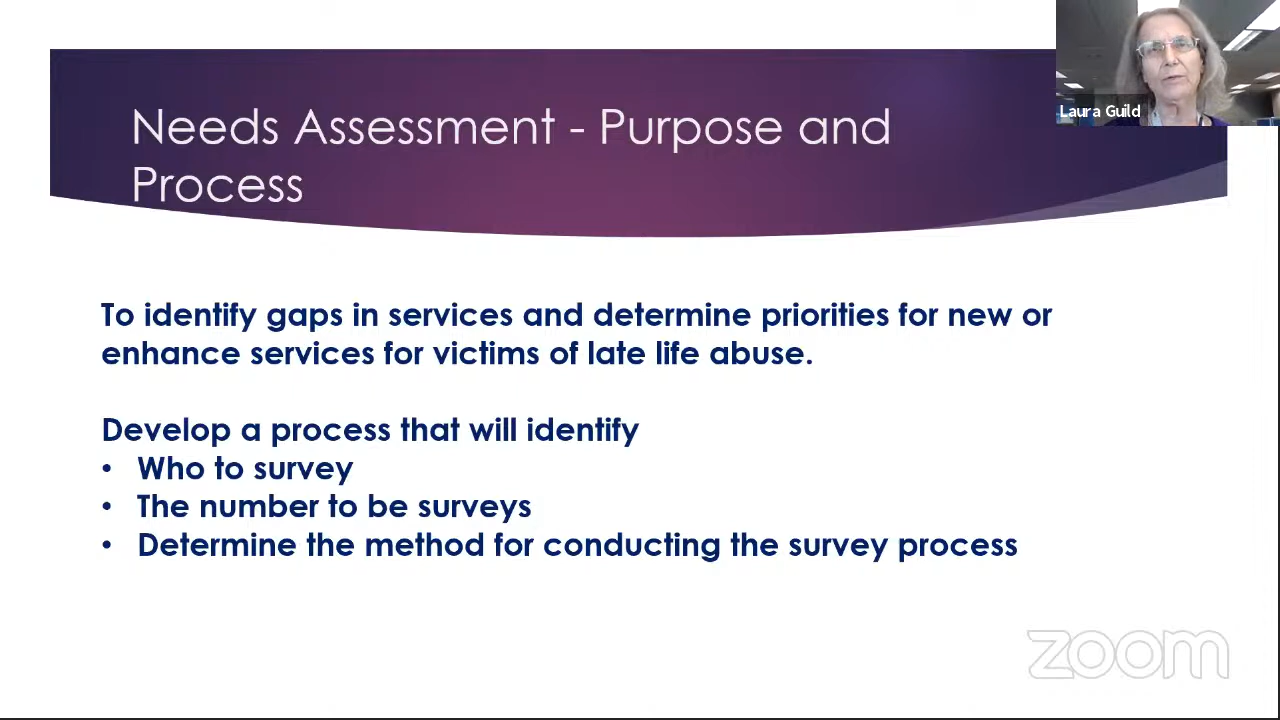 Needs Assessment - Purpose and
Process
Laura Guild
To identify gaps in services and determine priorities for new or
enhance services for victims of late life abuse.
Develop a process that will identify
• Who to survey
• The number to be surveys
• Determine the method for conducting the survey process
zoom